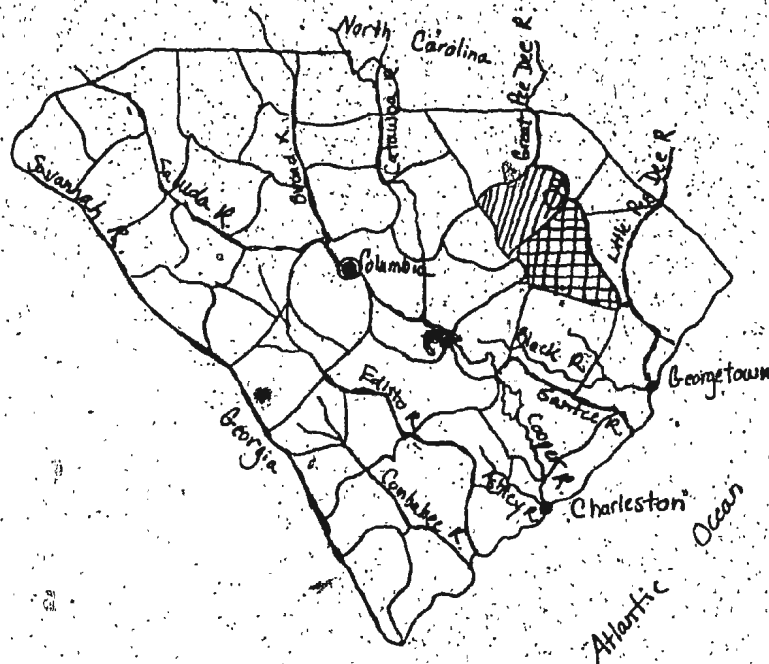 North
Carolina
Great Pee Dee R.
Catawba R.
Broad R.
Saluda R.
Savannah R.
Little Pee Dee R.
Columbia
Black R.
Georgetown
Santee R.
Edisto R.
Cooper R.
Georgia
Combahee R.
Ashley R.
Charleston
Atlantic
Ocean